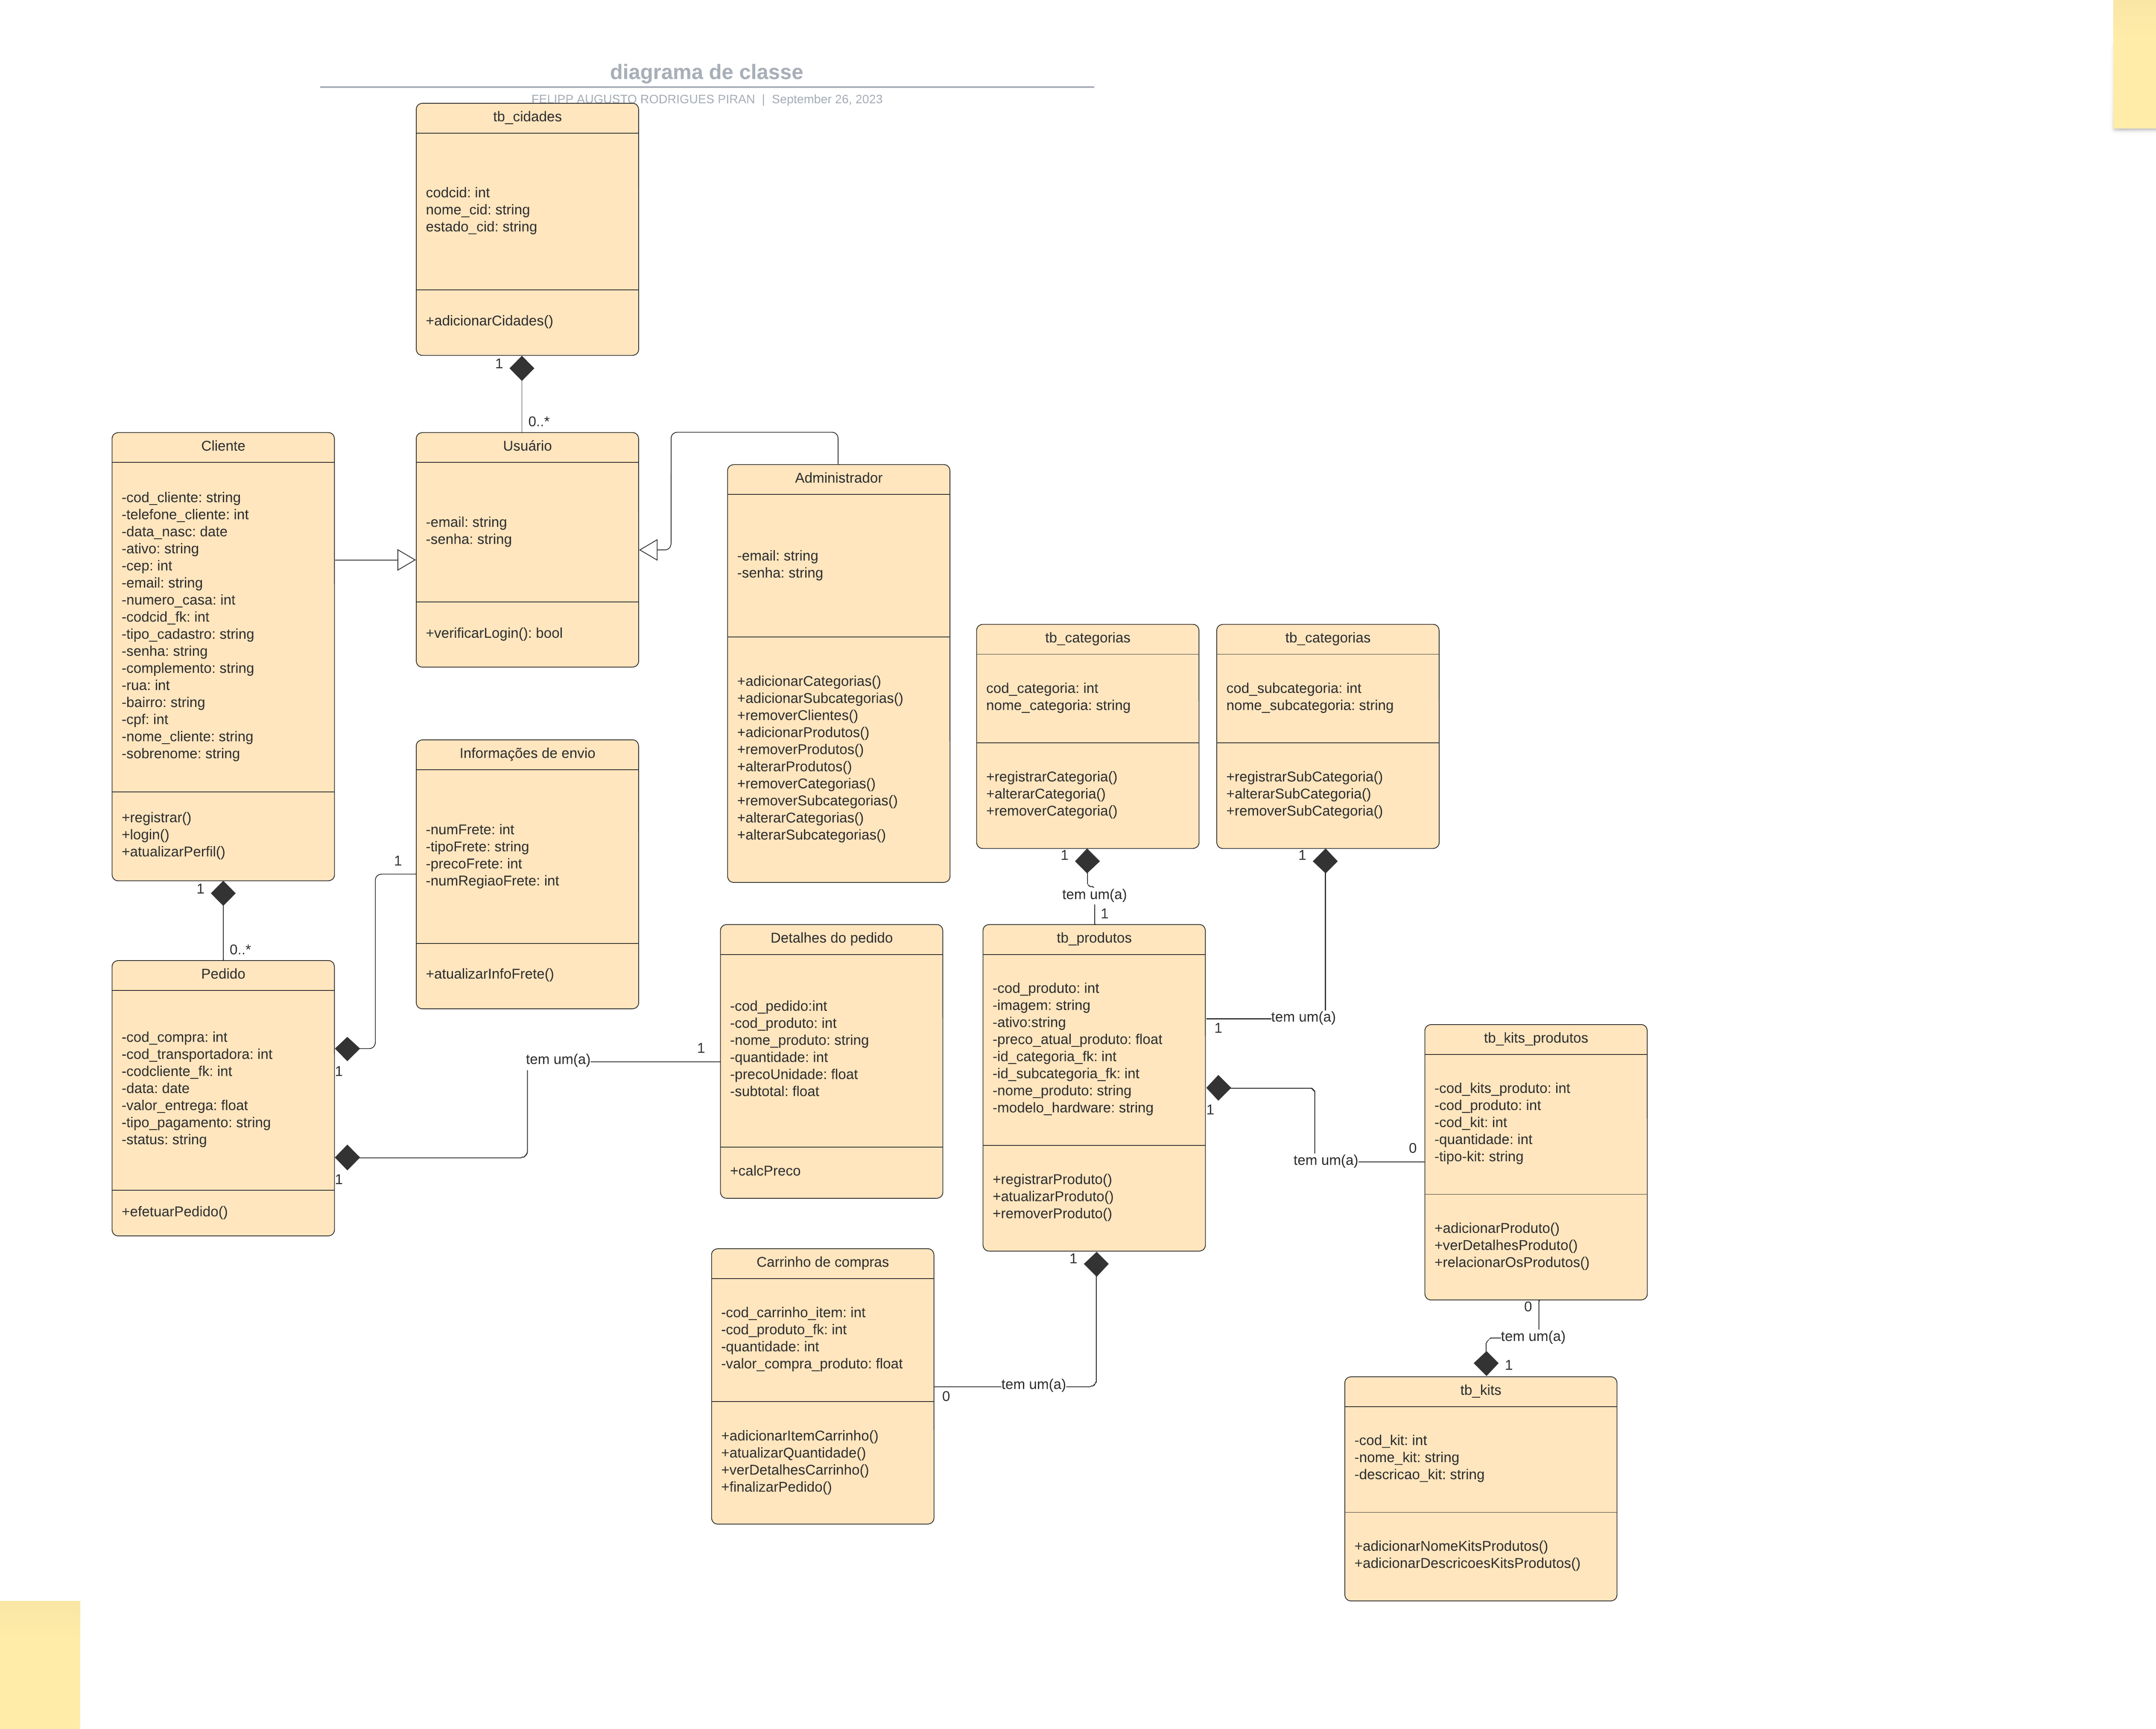 diagrama de classe
FELIPP AUGUSTO RODRIGUES PIRAN | September 26, 2023
tb_cidades
codcid: int
nome_cid: string
estado_cid: string
+adicionarCidades()
1
0..*
Cliente
-cod_cliente: string
-telefone_cliente: int
-data_nasc: date
-ativo: string
-cep: int
-email: string
-numero_casa: int
-codcid_fk: int
-tipo_cadastro: string
-senha: string
-complemento: string
-rua: int
-bairro: string
-cpf: int
-nome_cliente: string
-sobrenome: string
+registrar()
+login()
+atualizarPerfil()
1
0..*
Usuário
-email: string
-senha: string
+verificarLogin(): bool
Administrador
-email: string
-senha: string
+adicionarCategorias()
+adicionarSubcategorias()
+removerClientes()
+adicionarProdutos()
+removerProdutos()
+alterarProdutos()
+removerCategorias()
+removerSubcategorias()
+alterarCategorias()
+alterarSubcategorias()
tb_categorias
cod_categoria: int
nome_categoria: string
+registrarCategoria()
+alterarCategoria()
+removerCategoria()
1
tem um(a)
1
tb_categorias
cod_subcategoria: int
nome_subcategoria: string
+registrarSubCategoria()
+alterarSubCategoria()
+removerSubCategoria()
1
tem um(a)
1
Informações de envio
-numFrete: int
-tipoFrete: string
-precoFrete: int
-numRegiaoFrete: int
+atualizarInfoFrete()
1
1
Pedido
-cod_compra: int
-cod_transportadora: int
-codcliente_fk: int
-data: date
-valor_entrega: float
-tipo_pagamento: string
-status: string
+efetuarPedido()
1
tem um(a)
1
Detalhes do pedido
-cod_pedido:int
-cod_produto: int
-nome_produto: string
-quantidade: int
-precoUnidade: float
-subtotal: float
+calcPreco
tb_produtos
-cod_produto: int
-imagem: string
-ativo:string
-preco_atual_produto: float
-id_categoria_fk: int
-id_subcategoria_fk: int
-nome_produto: string
-modelo_hardware: string
+registrarProduto()
+atualizarProduto()
+removerProduto()
1
tem um(a)
0
tb_kits_produtos
-cod_kits_produto: int
-cod_produto: int
-cod_kit: int
-quantidade: int
-tipo-kit: string
+adicionarProduto()
+verDetalhesProduto()
+relacionarOsProdutos()
0
tem um(a)
1
Carrinho de compras
-cod_carrinho_item: int
-cod_produto_fk: int
-quantidade: int
-valor_compra_produto: float
+adicionarItemCarrinho()
+atualizarQuantidade()
+verDetalhesCarrinho()
+finalizarPedido()
1
tem um(a)
0
tb_kits
-cod_kit: int
-nome_kit: string
-descricao_kit: string
+adicionarNomeKitsProdutos()
+adicionarDescricoesKitsProdutos()